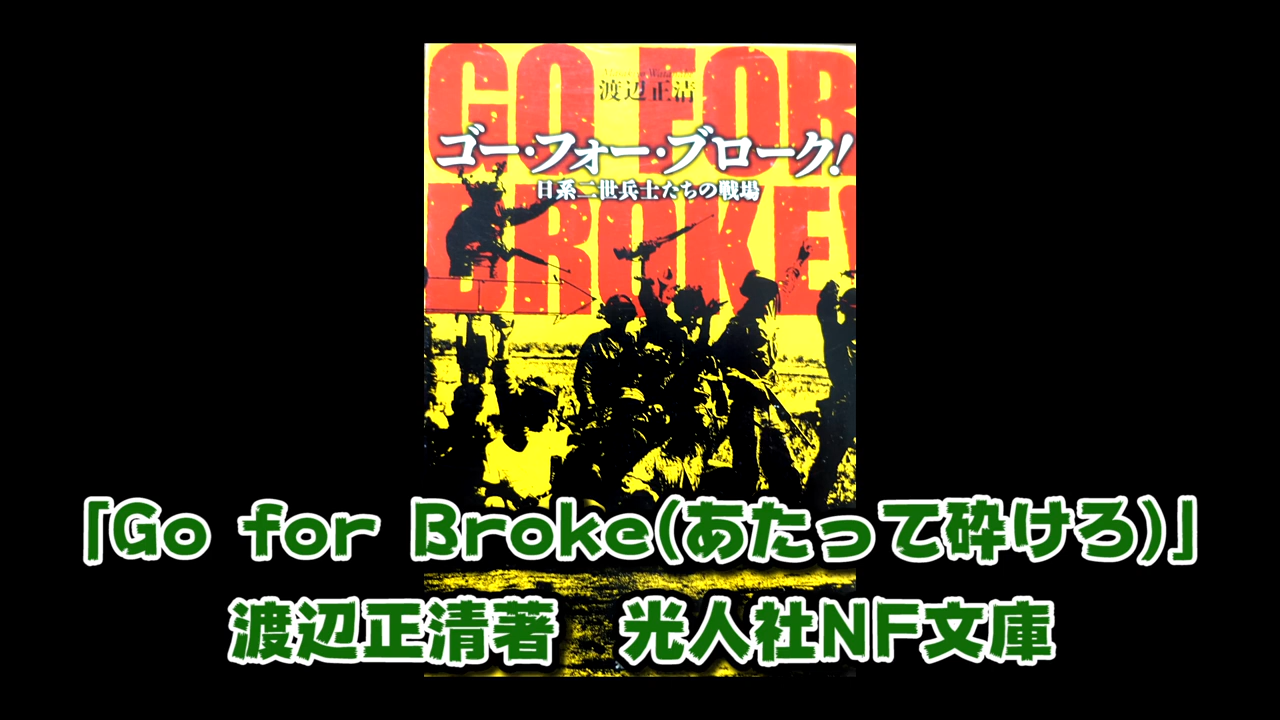 GO FOR
渡辺正清
ゴー・フォー・ブローク!
日系二世兵士たちの戦場
BROKE!
「Go for Broke(あたって砕けろ)」
渡辺正清著 光人社NF文庫